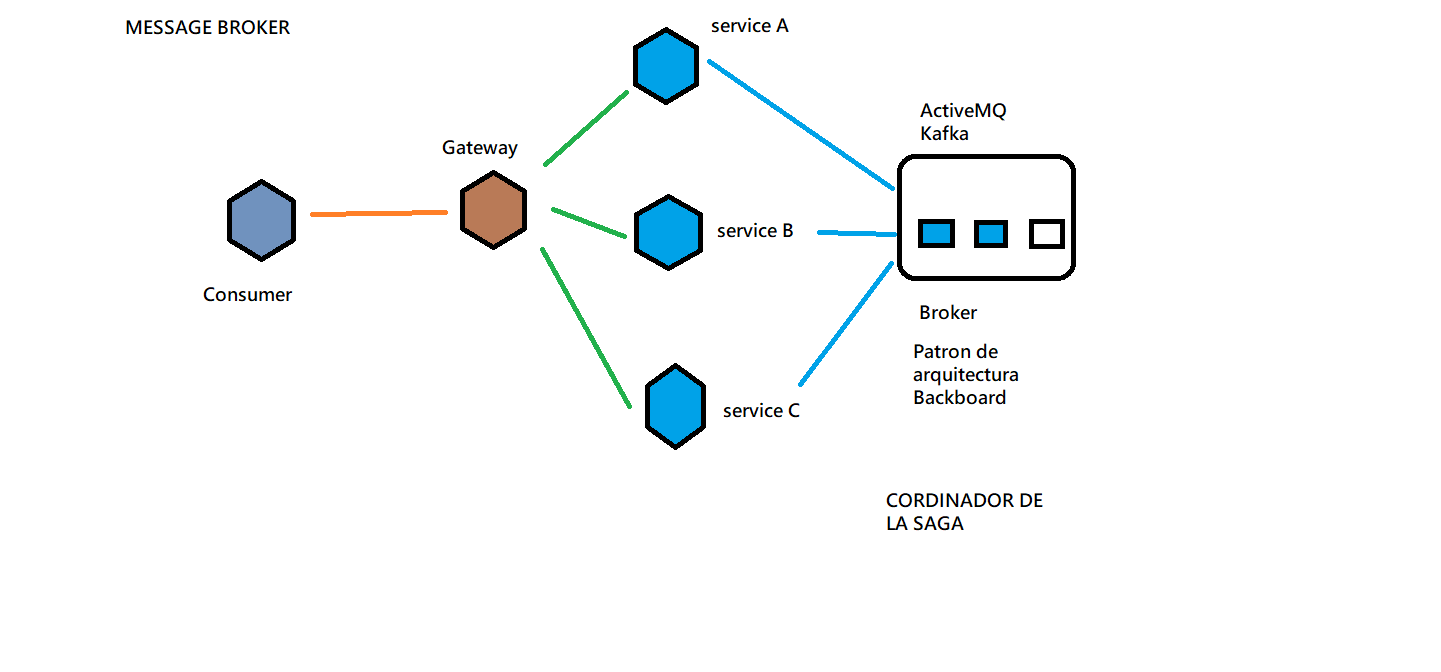 MESSAGE BROKER
service A
ActiveMQ
Kafka
Gateway
service B
Consumer
Broker
Patron de
arquitectura
Backboard
service C
CORDINADOR DE
LA SAGA